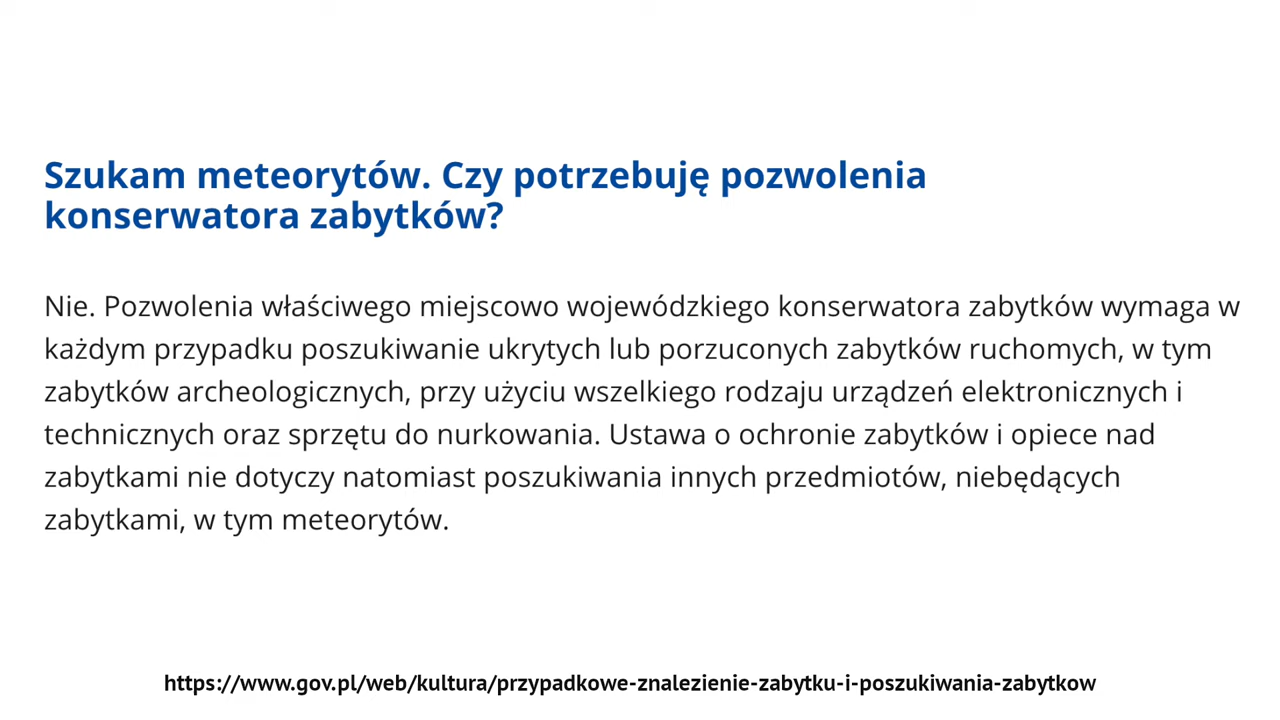 Szukam meteorytów. Czy potrzebuję pozwolenia
konserwatora zabytków?
Nie. Pozwolenia właściwego miejscowo wojewódzkiego konserwatora zabytków wymaga w
każdym przypadku poszukiwanie ukrytych lub porzuconych zabytków ruchomych, w tym
zabytków archeologicznych, przy użyciu wszelkiego rodzaju urządzeń elektronicznych i
technicznych oraz sprzętu do nurkowania. Ustawa o ochronie zabytków i opiece nad
zabytkami nie dotyczy natomiast poszukiwania innych przedmiotów, niebędących
zabytkami, w tym meteorytów.
https://www.gov.pl/web/kultura/przypadkowe-znalezienie-zabytku-i-poszukiwania-zabytkow